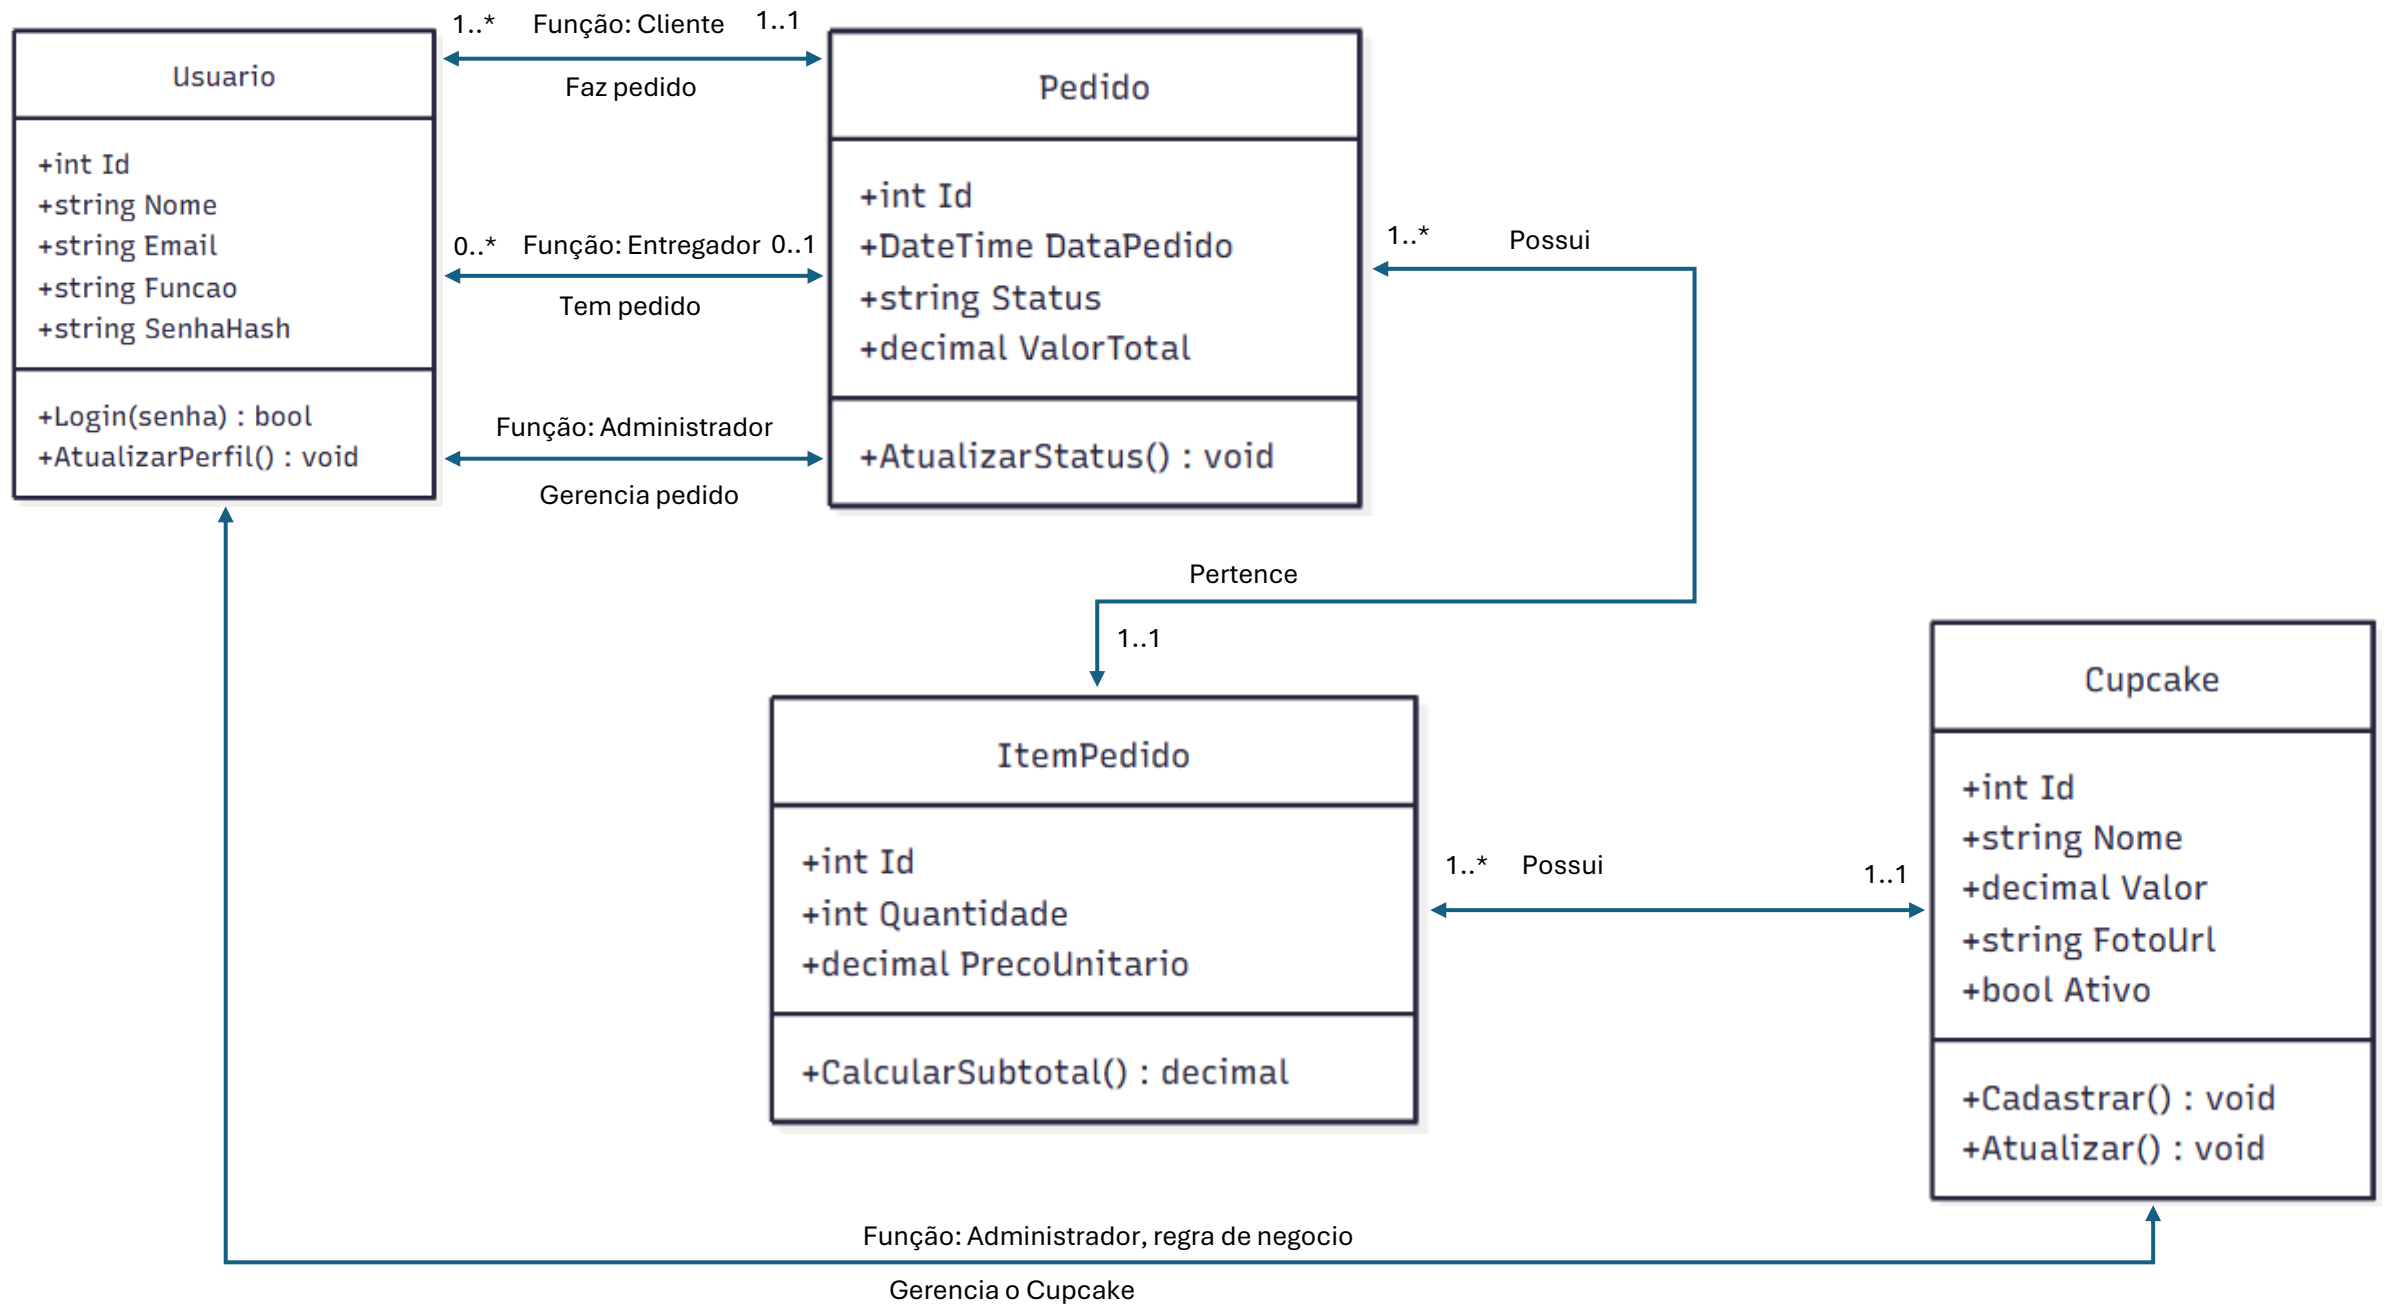 Usuario
+int Id
+string Nome
+string Email
+string Funcao
+string SenhaHash
+Login(senha) : bool
+AtualizarPerfil() : void
1..* Função: Cliente 1..1
Faz pedido
0..* Função: Entregador 0..1
Tem pedido
Função: Administrador
Gerencia pedido
Pedido
+int Id
+DateTime DataPedido
+string Status
+decimal ValorTotal
+AtualizarStatus() : void
1..* Possui
Pertence
1..1
ItemPedido
+int Id
+int Quantidade
+decimal PrecoUnitario
+CalcularSubtotal() : decimal
1..* Possui 1..1
Cupcake
+int Id
+string Nome
+decimal Valor
+string FotoUrl
+bool Ativo
+Cadastrar() : void
+Atualizar() : void
Função: Administrador, regra de negocio
Gerencia o Cupcake